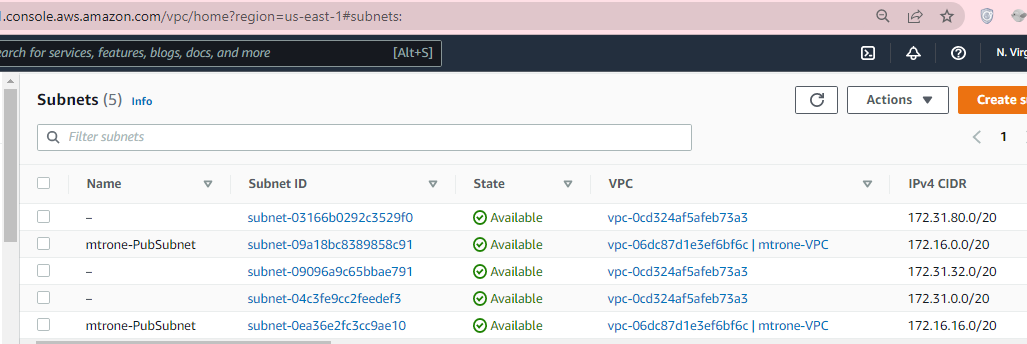 l.console.aws.amazon.com/vpc/home?region=us-east-1#subnets:
earch for services, features, blogs, docs, and more [Alt+S] N. Virg
Subnets (5) Info Actions Create s
Filter subnets 1
Name Subnet ID State VPC IPv4 CIDR
– subnet-03166b0292c3529f0 Available vpc-0cd324af5afeb73a3 172.31.80.0/20
mtrone-PubSubnet subnet-09a18bc8389858c91 Available vpc-06dc87d1e3ef6bf6c | mtrone-VPC 172.16.0.0/20
– subnet-09096a9c65bbae791 Available vpc-0cd324af5afeb73a3 172.31.32.0/20
– subnet-04c3fe9cc2feedef3 Available vpc-0cd324af5afeb73a3 172.31.0.0/20
mtrone-PubSubnet subnet-0ea36e2fc3cc9ae10 Available vpc-06dc87d1e3ef6bf6c | mtrone-VPC 172.16.16.0/20